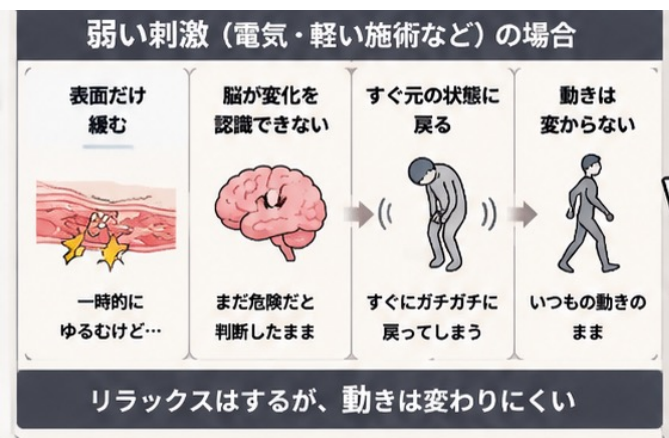 弱い刺激（電気・軽い施術など）の場合
表面だけ
緩む
脳が変化を
認識できない
すぐ元の状態に
戻る
動きは
変からない
一時的に
ゆるむけど…
まだ危険だと
判断したまま
すぐにガチガチに
戻ってしまう
いつもの動きの
まま
リラックスはするが、動きは変わりにくい